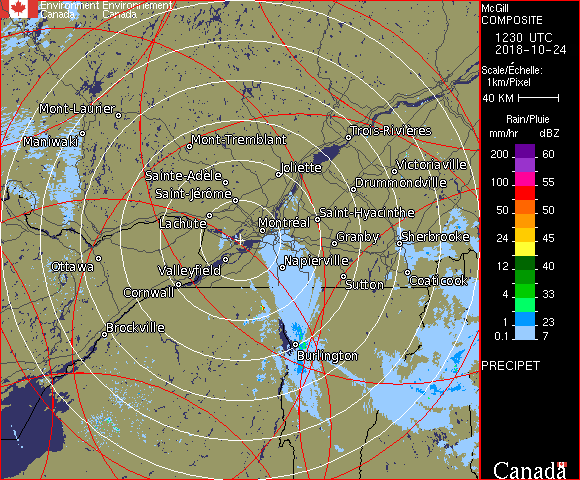 Environment Environnement
Canada Canada
McGill
COMPOSITE
1230 UTC
2018-10-24
Scale/Échelle:
1km/Pixel
40 KM
Rain/Pluie
mm/hr dBZ
200 60
100 55
50 50
24 45
12 40
4 33
1 23
0.1 7
PRECIPET
Canada
Mont-Laurier
Maniwaki
Mont-Tremblant
Trois-Rivières
Sainte-Adèle
Joliette
Victoriaville
Saint-Jérôme
Drummondville
Lachute
Montréal
Saint-Hyacinthe
Granby
Sherbrooke
Ottawa
Valleyfield
Napierville
Cornwall
Sutton
Coaticook
Brockville
Burlington